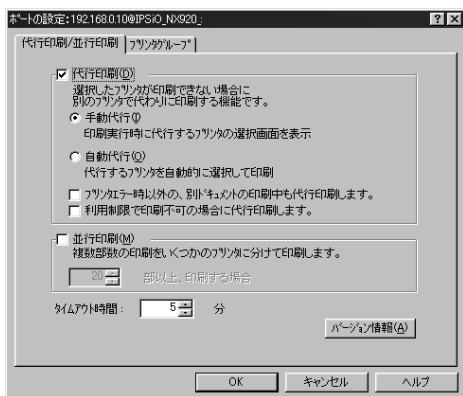 ポートの設定:192.168.0.10@IPSiO_NX920_:
代行印刷/並行印刷
プリンタグループ
代行印刷(D)
選択したプリンタが印刷できない場合に
別のプリンタで代わりに印刷する機能です。
手動代行(I)
印刷実行時に代行するプリンタの選択画面を表示
自動代行(O)
代行するプリンタを自動的に選択して印刷
プリンタエラー時以外の、別ドキュメントの印刷中も代行印刷します。
利用制限で印刷不可の場合に代行印刷します。
並行印刷(M)
複数部数の印刷をいくつかのプリンタに分けて印刷します。
20 部以上、印刷する場合
タイムアウト時間: 5 分
バージョン情報(A)
OK キャンセル ヘルプ